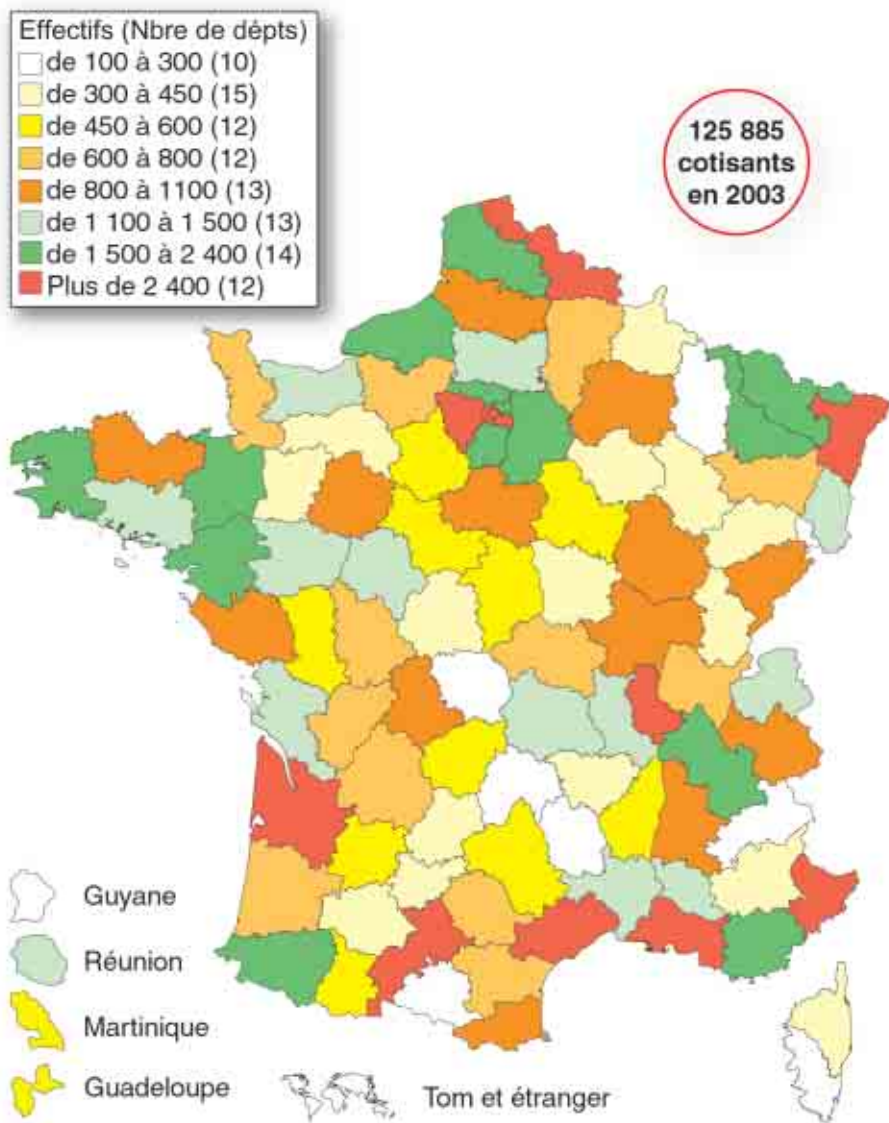 Effectifs (Nbre de dépts)
de 100 à 300 (10)
de 300 à 450 (15)
de 450 à 600 (12)
de 600 à 800 (12)
de 800 à 1100 (13)
de 1 100 à 1 500 (13)
de 1 500 à 2 400 (14)
Plus de 2 400 (12)
125 885
cotisants
en 2003
Guyane
Réunion
Martinique
Guadeloupe
Tom et étranger